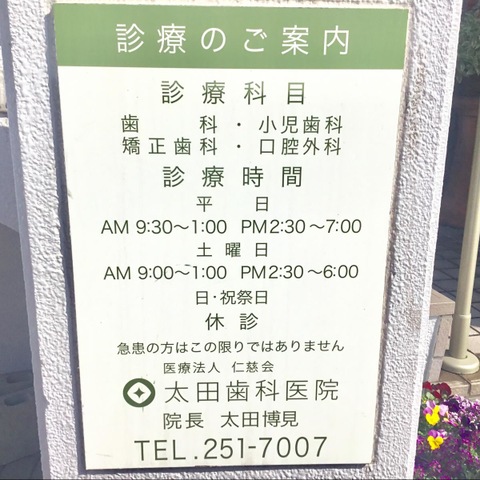 診療のご案内
診療科目
歯科・小児歯科
矯正歯科・口腔外科
診療時間
平日
AM 9:30〜1:00 PM2:30〜7:00
土曜日
AM 9:00〜1:00 PM2:30〜6:00
日・祝祭日
休診
急患の方はこの限りではありません
医療法人 仁慈会
太田歯科医院
院長 太田博見
TEL.251-7007